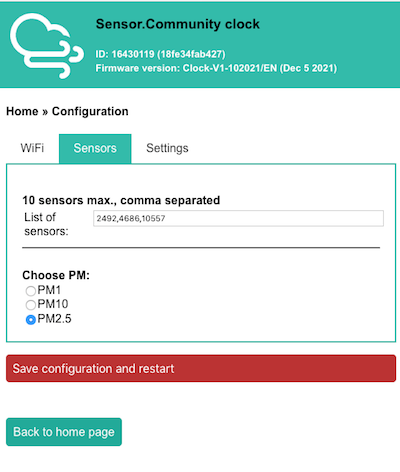 Sensor.Community clock
ID: 16430119 (18fe34fab427)
Firmware version: Clock-V1-102021/EN (Dec 5 2021)
Home » Configuration
WiFi Sensors Settings
10 sensors max., comma separated
List of
sensors:
2492,4686,10557
Choose PM:
PM1
PM10
PM2.5
Save configuration and restart
Back to home page